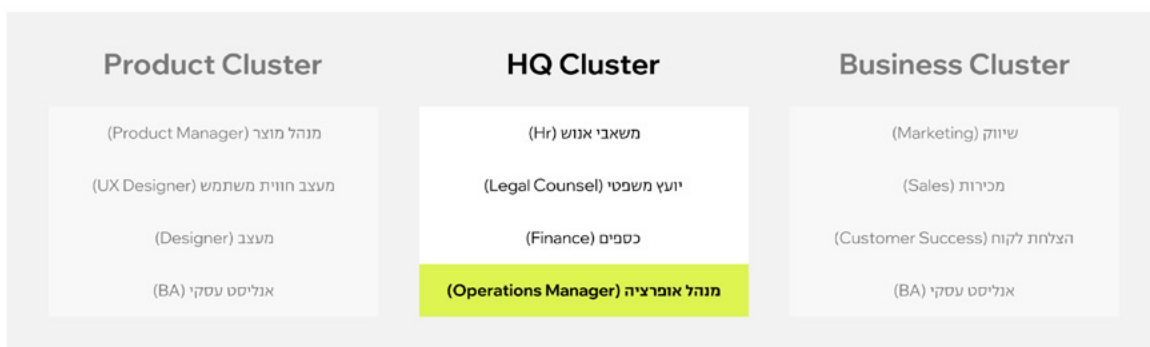 Product Cluster
מנהל מוצר (Product Manager)
מעצב חווית משתמש (UX Designer)
מעצב (Designer)
אנליסט עסקי (BA)
HQ Cluster
משאבי אנוש (Hr)
יועץ משפטי (Legal Counsel)
כספים (Finance)
מנהל אופרציה (Operations Manager)
Business Cluster
שיווק (Marketing)
מכירות (Sales)
הצלחת לקוח (Customer Success)
אנליסט עסקי (BA)